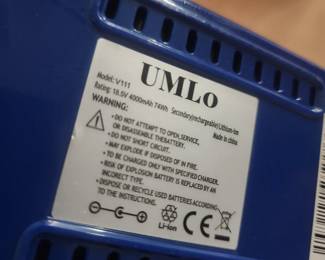 UMLo
Model: V111
Rating: 18.5V 4000mAh 74Wh Secondary(rechargeable)Lithium-ion
Made in china
WARNING:
• DO NOT ATTEMPT TO OPEN,SERVICE,
OR DISASSEMBLE THEBATTERY.
• DO NOT SHORT CIRCUIT.
• MAY EXPLODE IF DISPOSED OF IN FIRE.
• TO BE CHARGED ONLY WITH SPECIFIED CHARGER.
• RISK OF EXPLOSION BATTERY IS REPLACED BY AN
INCORRECT TYPE.
• DISPOSE OR RECYCLE USED BATTERIES ACCORDING
TO THE INSTRUCTIONS.
Li-ion
CE